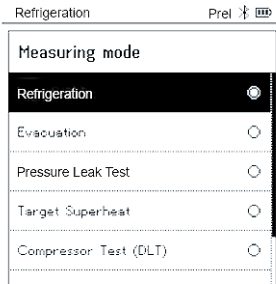 Refrigeration Prel
Measuring mode
Refrigeration
Evacuation
Pressure Leak Test
Target Superheat
Compressor Test (DLT)